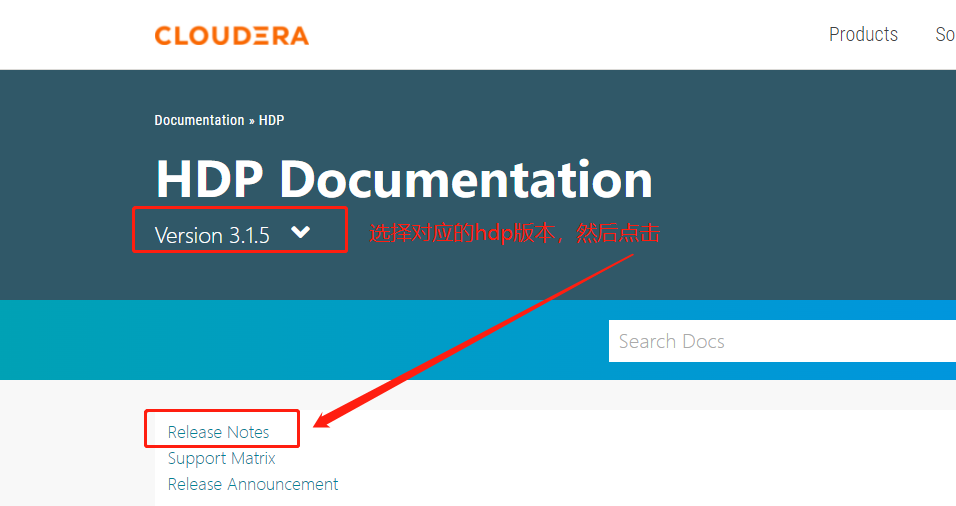 CLOUDERA
Products
So
Documentation » HDP
HDP Documentation
Version 3.1.5
选择对应的hdp版本，然后点击
Search Docs
Release Notes
Support Matrix
Release Announcement